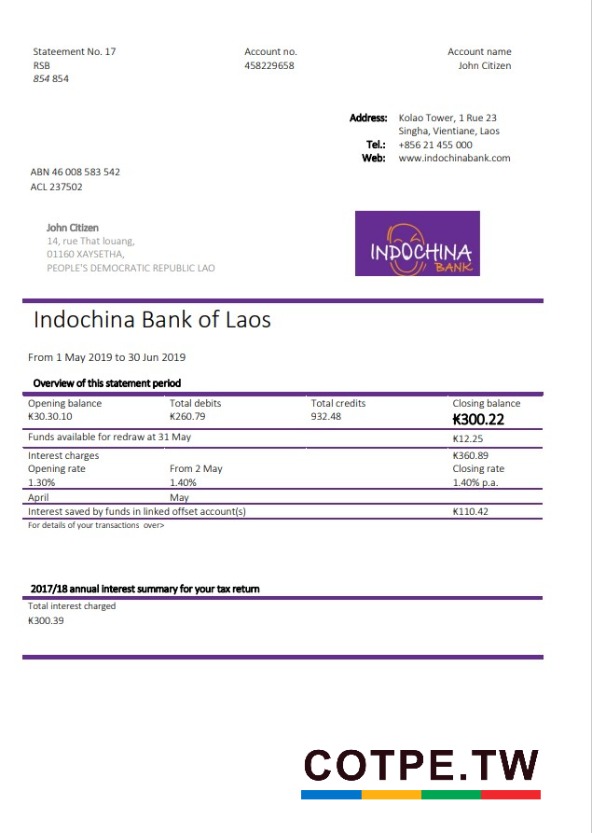 Stateement No. 17
RSB
854 854
Account no.
458229658
Account name
John Citizen
Address: Kolao Tower, 1 Rue 23
Singha, Vientiane, Laos
Tel.: +856 21 455 000
Web: www.indochinabank.com
ABN 46 008 583 542
ACL 237502
John Citizen
14, rue That louang,
01160 XAYSETHA,
PEOPLE'S DEMOCRATIC REPUBLIC LAO
INDOCHINA
BANK
Indochina Bank of Laos
From 1 May 2019 to 30 Jun 2019
Overview of this statement period
Opening balance Total debits Total credits Closing balance
₭30.30.10 ₭260.79 932.48 ₭300.22
Funds available for redraw at 31 May ₭12.25
Interest charges ₭360.89
Opening rate From 2 May Closing rate
1.30% 1.40% 1.40% p.a.
April May
Interest saved by funds in linked offset account(s) ₭110.42
For details of your transactions over>
2017/18 annual interest summary for your tax return
Total interest charged
₭300.39
COTPE.TW